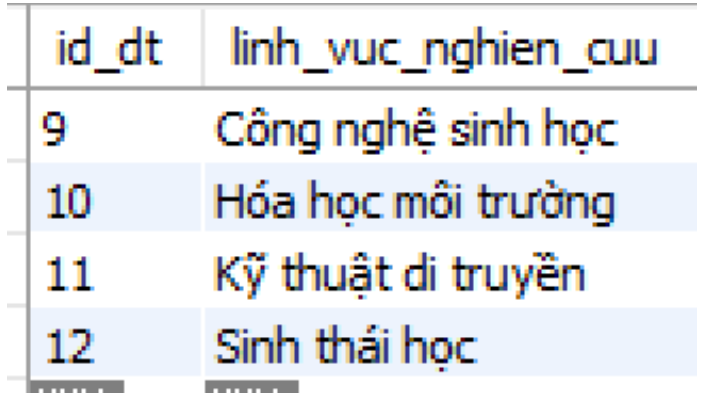 id_dt linh_vuc_nghien_cuu
9 Công nghệ sinh học
10 Hóa học môi trường
11 Kỹ thuật di truyền
12 Sinh thái học